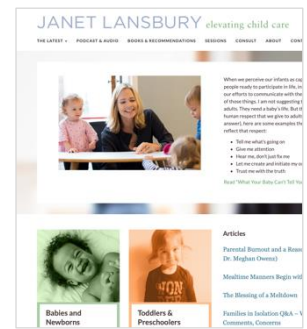 JANET LANSBURY elevating child care
THE LATEST PODCAST & AUDIO BOOKS & RECOMMENDATIONS SESSIONS CONSULT ABOUT CONT
When we perceive our infants as cap
people ready to participate in life, in
our efforts to communicate with the
of those things. I am not suggesting t
adults. They need a baby's life. But th
human respect that we give to adult
answer), here are some examples tha
reflect that respect:
• Tell me what's going on
• Give me attention
• Hear me, don't just fix me
• Let me create and initiate my o
• Trust me with the truth
Read "What Your Baby Can't Tell Yo
Babies and
Newborns
Toddlers &
Preschoolers
Articles
Parental Burnout and a Reas
Dr. Meghan Owenz)
Mealtime Manners Begin wit
The Blessing of a Meltdown
Families in Isolation Q&A –
Comments, Concerns